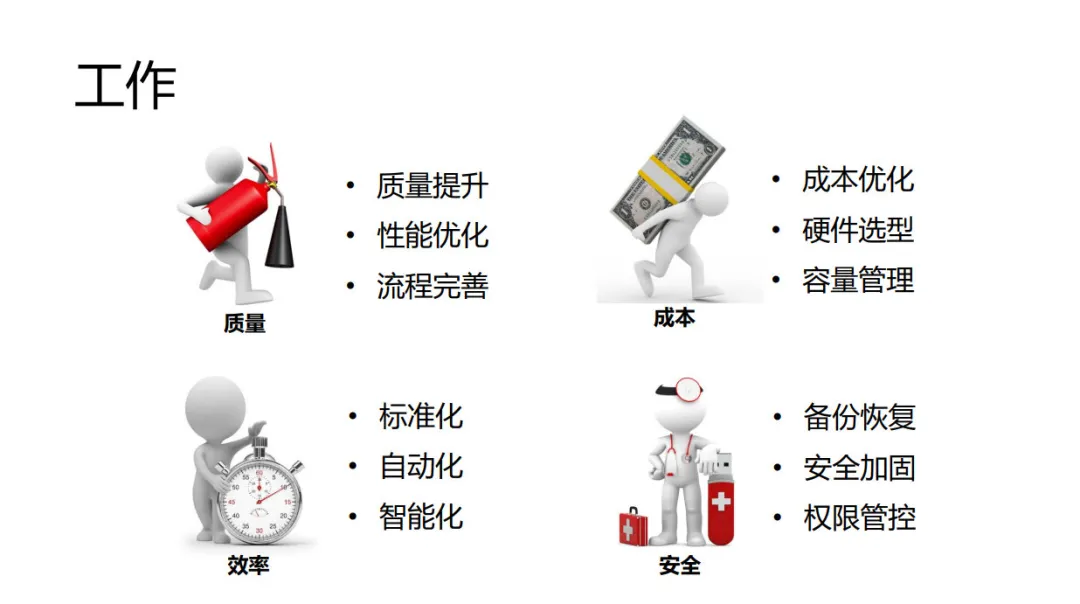 工作
• 质量提升
• 性能优化
• 流程完善
质量
• 成本优化
• 硬件选型
• 容量管理
成本
• 标准化
• 自动化
• 智能化
效率
• 备份恢复
• 安全加固
• 权限管控
安全